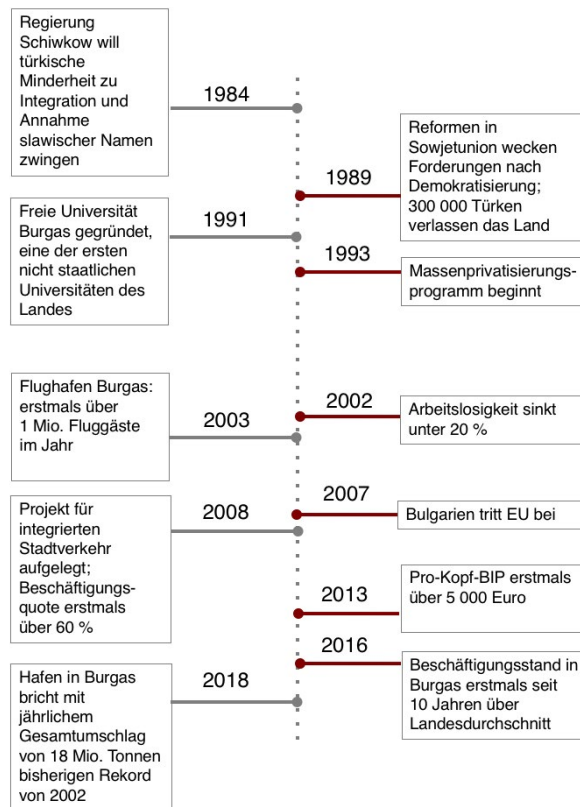 Regierung
Schiwkow will
türkische
Minderheit zu
Integration und
Annahme
slawischer Namen
zwingen
1984
Reformen in
Sowjetunion wecken
Forderungen nach
Demokratisierung;
300 000 Türken
verlassen das Land
1989
Freie Universität
Burgas gegründet,
eine der ersten
nicht staatlichen
Universitäten des
Landes
1991
1993
Massenprivatisierungs-
programm beginnt
2002
Arbeitslosigkeit sinkt
unter 20 %
Flughafen Burgas:
erstmals über
1 Mio. Fluggäste
im Jahr
2003
2007
Bulgarien tritt EU bei
Projekt für
integrierten
Stadtverkehr
aufgelegt;
Beschäftigungs-
quote erstmals
über 60 %
2008
2013
Pro-Kopf-BIP erstmals
über 5 000 Euro
2016
Beschäftigungsstand in
Burgas erstmals seit
10 Jahren über
Landesdurchschnitt
Hafen in Burgas
bricht mit
jährlichem
Gesamtumschlag
von 18 Mio. Tonnen
bisherigen Rekord
von 2002
2018